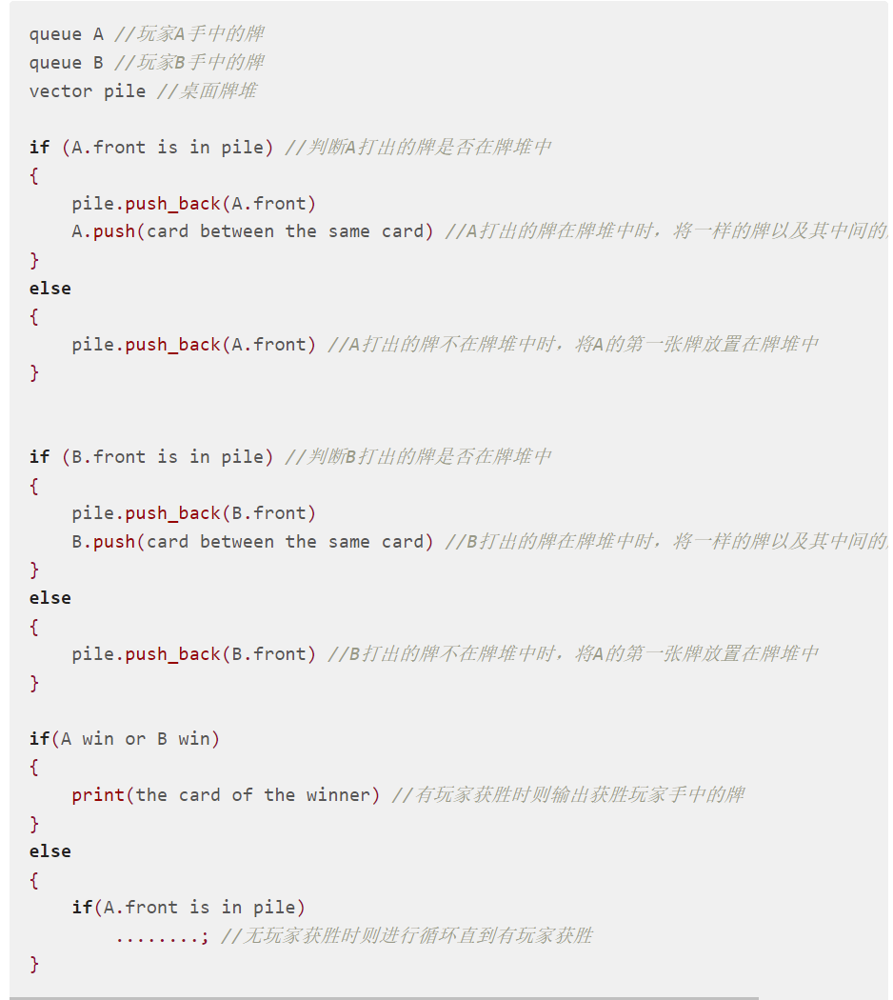 queue A //玩家A手中的牌
queue B //玩家B手中的牌
vector pile //桌面牌堆
if (A.front is in pile) //判断A打出的牌是否在牌堆中
{
pile.push_back(A.front)
A.push(card between the same card) //A打出的牌在牌堆中时，将一样的牌以及其中间的
}
else
{
pile.push_back(A.front) //A打出的牌不在牌堆中时，将A的第一张牌放置在牌堆中
}
if (B.front is in pile) //判断B打出的牌是否在牌堆中
{
pile.push_back(B.front)
B.push(card between the same card) //B打出的牌在牌堆中时，将一样的牌以及其中间的
}
else
{
pile.push_back(B.front) //B打出的牌不在牌堆中时，将A的第一张牌放置在牌堆中
}
if(A win or B win)
{
print(the card of the winner) //有玩家获胜时则输出获胜玩家手中的牌
}
else
{
if(A.front is in pile)
........; //无玩家获胜时则进行循环直到有玩家获胜
}